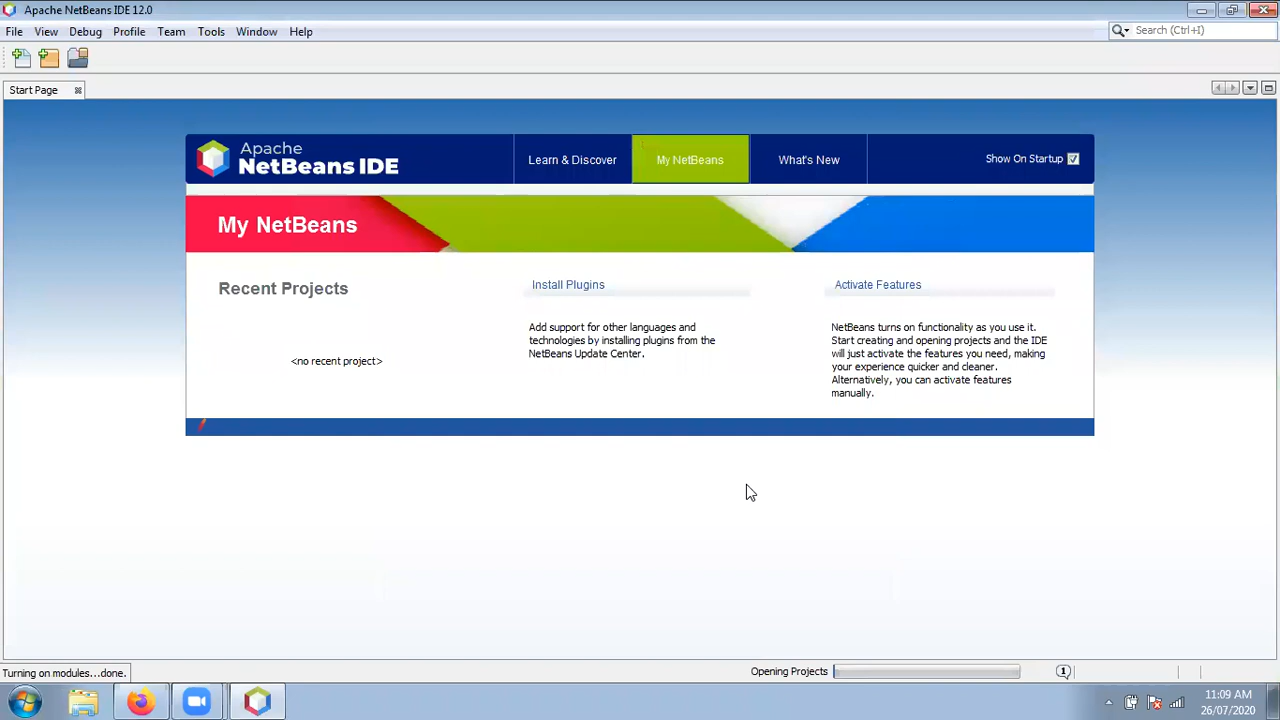 Apache NetBeans IDE 12.0
File View Debug Profile Team Tools Window Help
Search (Ctrl+I)
Start Page
Apache
NetBeans IDE
Learn & Discover
My NetBeans
What's New
Show On Startup
My NetBeans
Recent Projects
<no recent project>
Install Plugins
Add support for other languages and
technologies by installing plugins from the
NetBeans Update Center.
Activate Features
NetBeans turns on functionality as you use it.
Start creating and opening projects and the IDE
will just activate the features you need, making
your experience quicker and cleaner.
Alternatively, you can activate features
manually.
Turning on modules...done.
Opening Projects
1
11:09 AM
26/07/2020